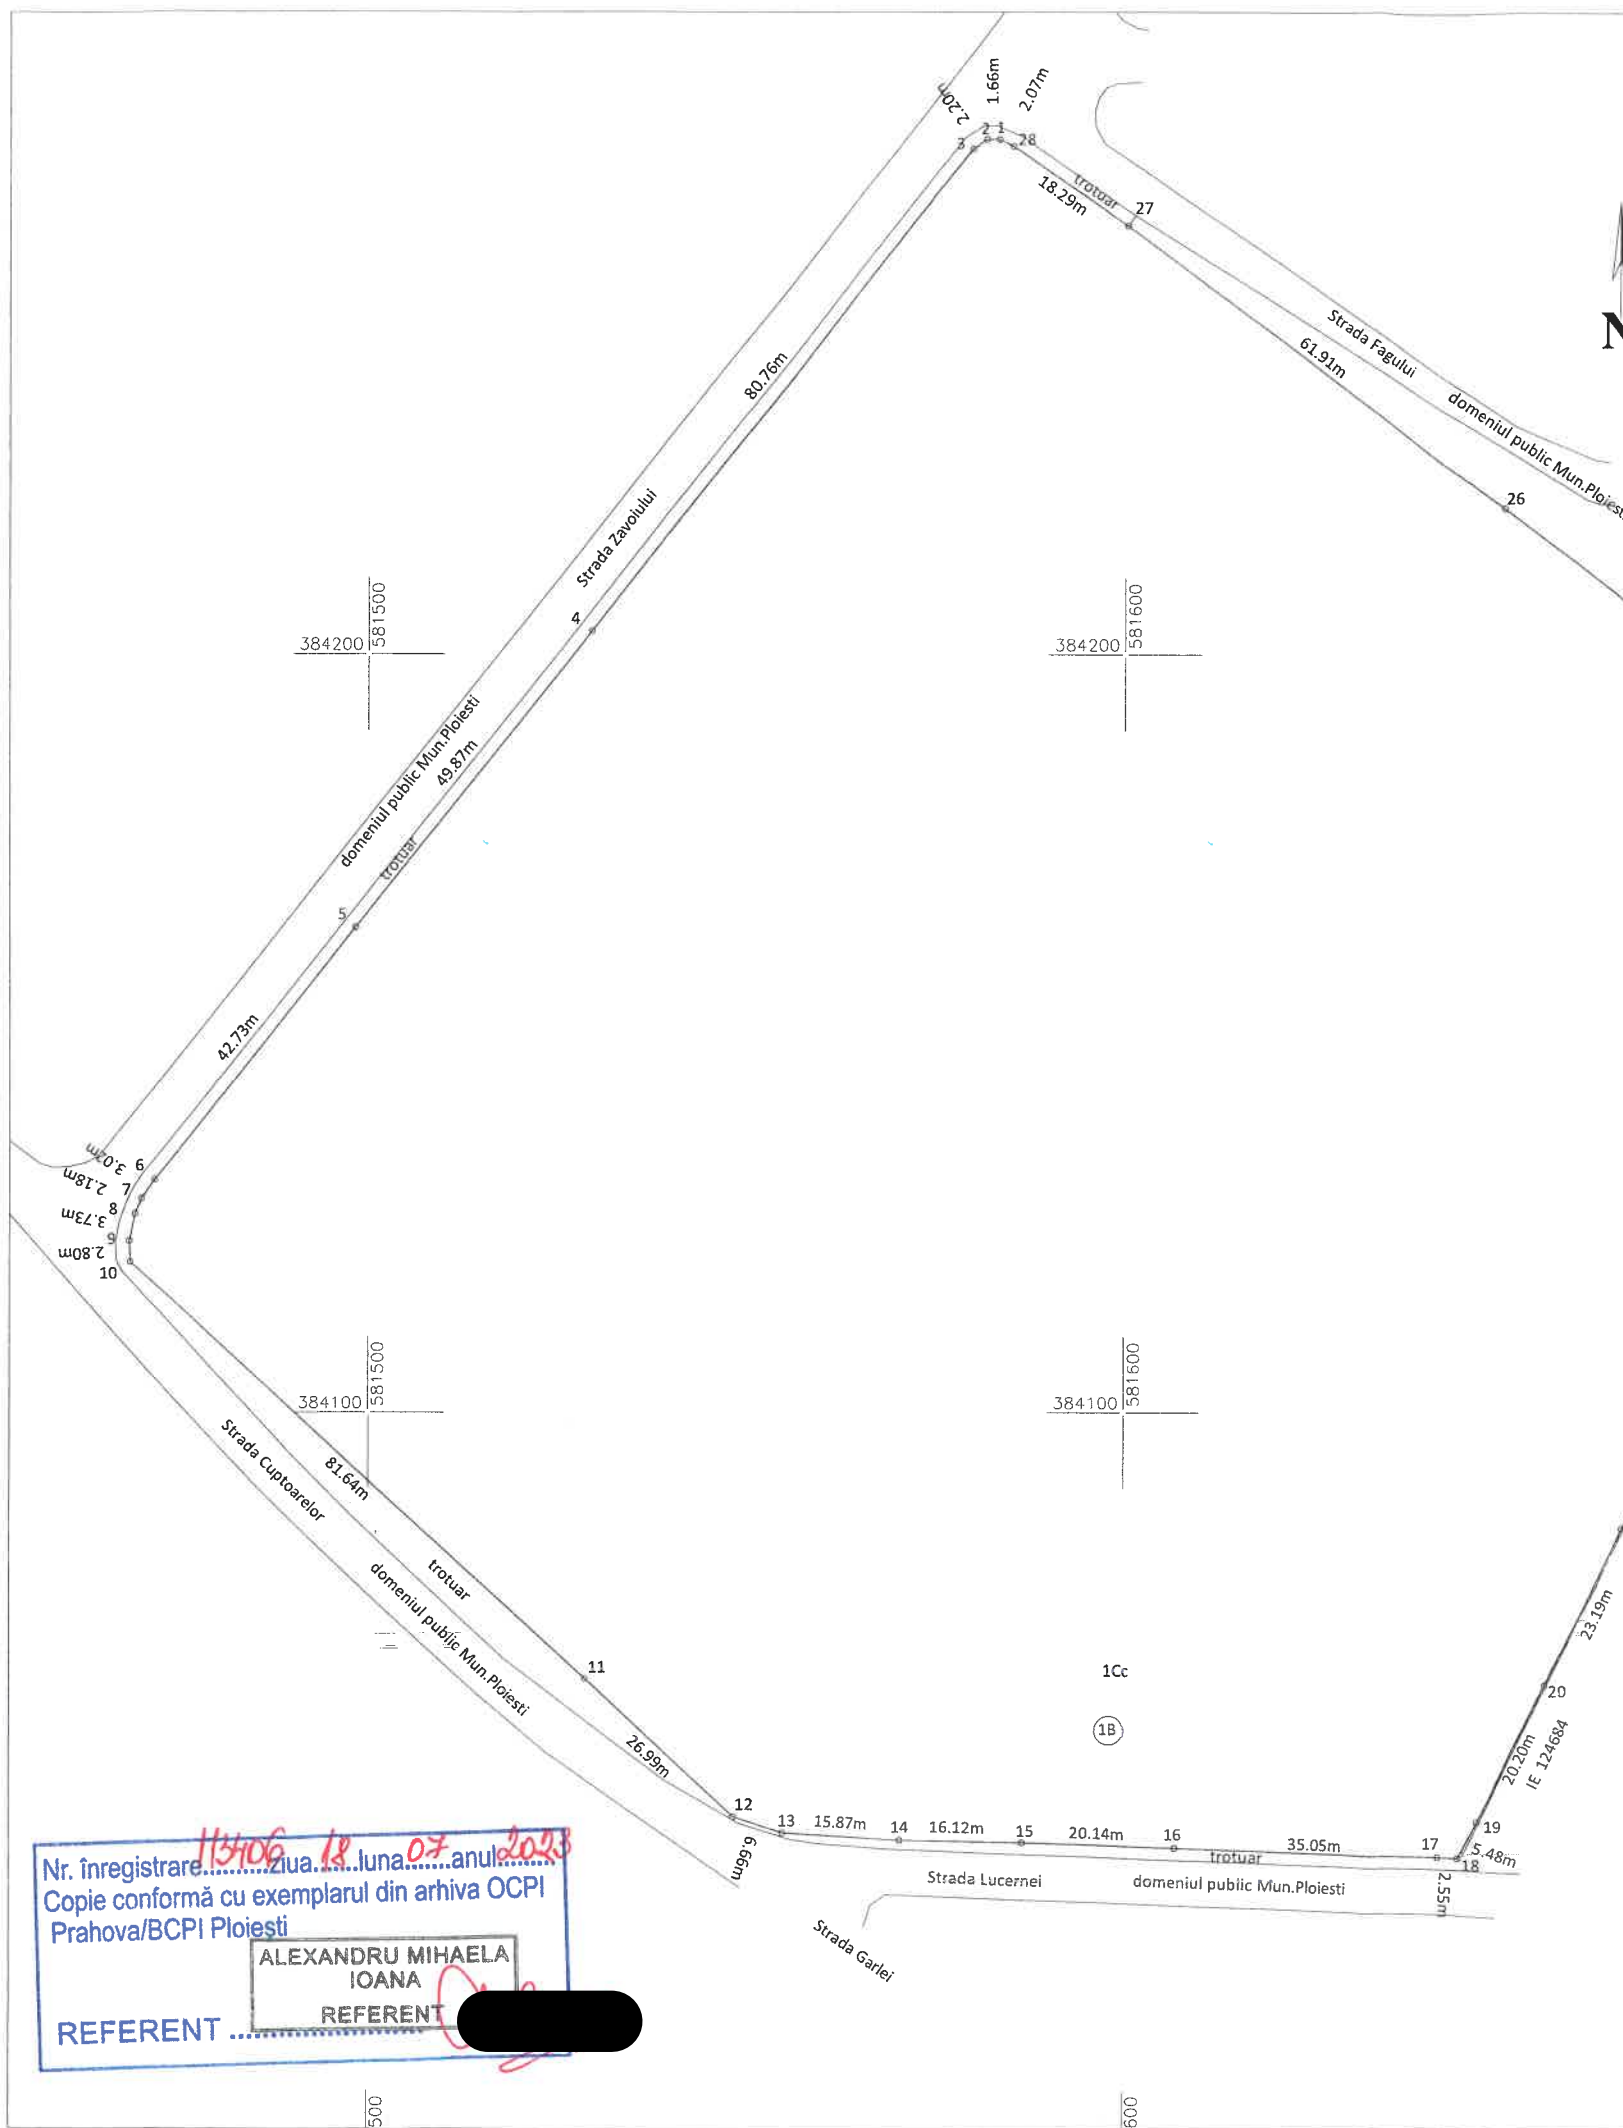 1.66m
2.07m
2.20m
2
1
28
3
trotuar
18.29m
27
N
Strada Fagului
61.91m
domeniul public Mun.Ploiesti
26
80.76m
Strada Zavoiului
4
384200
581500
384200
581600
domeniul public Mun.Ploiesti
49.87m
trotuar
5
42.73m
3.07m
6
2.18m
7
8
3.73m
9
2.80m
10
384100
581500
384100
581600
Strada Cuptoarelor
81.64m
trotuar
domeniul public Mun.Ploiesti
11
26.99m
1Cc
1B
23.19m
20
20.20m
IE 124684
12
6.66m
13
15.87m
14
16.12m
15
20.14m
16
35.05m
17
18
19
5.48m
2.55m
trotuar
Strada Lucernei
domeniul public Mun.Ploiesti
Strada Garlei
Nr. înregistrare 113406 ziua 18 luna 07 anul 2023
Copie conformă cu exemplarul din arhiva OCPI
Prahova/BCPI Ploiești
ALEXANDRU MIHAELA
IOANA
REFERENT
REFERENT ....................
500
600